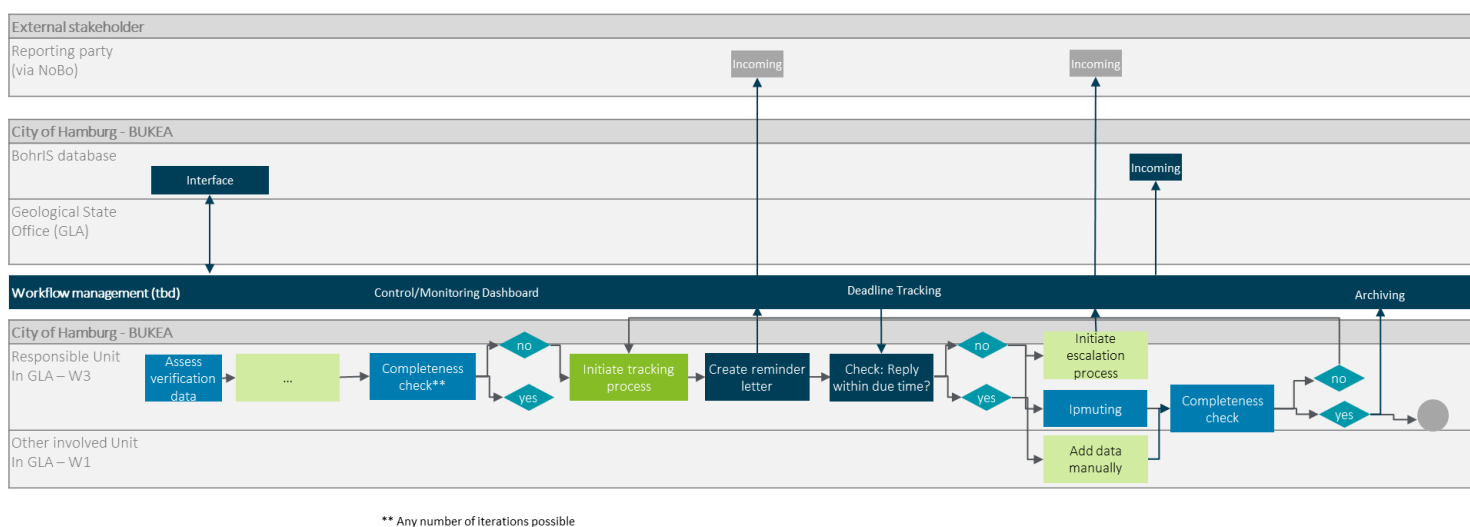 External stakeholder
Reporting party
(via NoBo)
Incoming
Incoming
City of Hamburg - BUKEA
BohrIS database
Interface
Incoming
Geological State
Office (GLA)
Workflow management (tbd)
Control/Monitoring Dashboard
Deadline Tracking
Archiving
City of Hamburg - BUKEA
Responsible Unit
In GLA – W3
Assess
verification
data
...
Completeness
check**
no
yes
Initiate tracking
process
Create reminder
letter
Check: Reply
within due time?
no
yes
Initiate
escalation
process
Ipmuting
Completeness
check
no
yes
Other involved Unit
In GLA – W1
Add data
manually
** Any number of iterations possible